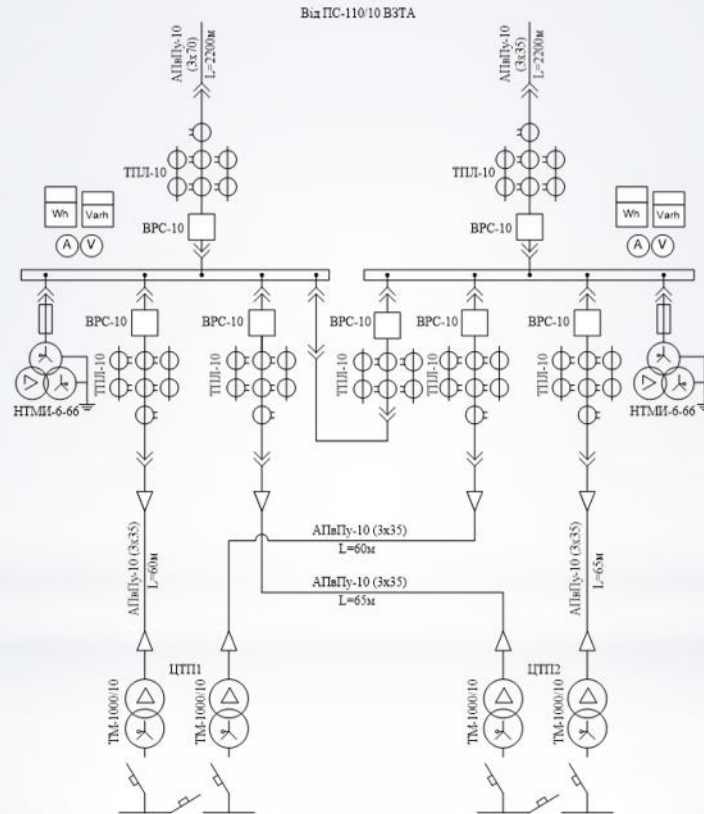 Від ПС-110/10 ВЗТА
АПвПу-10
(3х70)
L=2200м
АПвПу-10
(3х35)
L=2200м
ТПЛ-10
ТПЛ-10
Wh
Varh
A
V
ВРС-10
ВРС-10
Wh
Varh
A
V
ВРС-10
ВРС-10
ВРС-10
ВРС-10
ВРС-10
ТПЛ-10
ТПЛ-10
ТПЛ-10
ТПЛ-10
ТПЛ-10
НТМИ-6-66
НТМИ-6-66
АПвПу-10 (3х35)
L=60м
АПвПу-10 (3х35)
L=60м
АПвПу-10 (3х35)
L=65м
АПвПу-10 (3х35)
L=65м
ЦТП1
ЦТП2
ТМ-1000/10
ТМ-1000/10
ТМ-1000/10
ТМ-1000/10